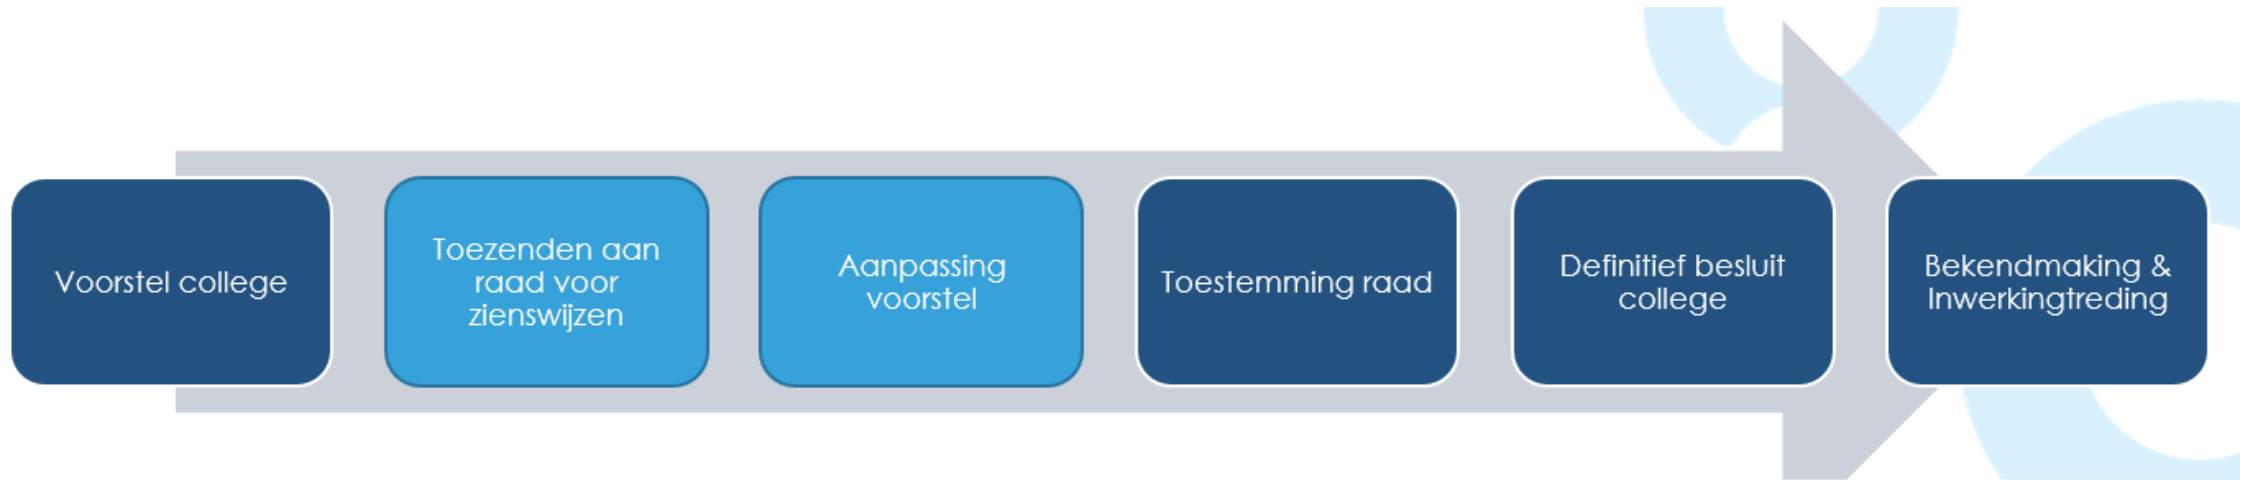 Voorstel college
Toezenden aan
raad voor
zienswijzen
Aanpassing
voorstel
Toestemming raad
Definitief besluit
college
Bekendmaking &
Inwerkingtreding